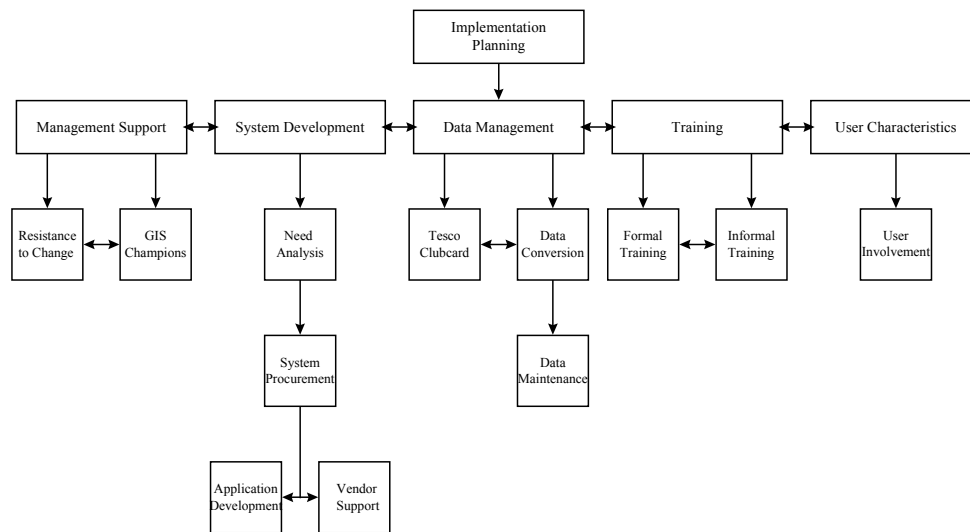 Implementation
Planning
Management Support
System Development
Data Management
Training
User Characteristics
Resistance
to Change
GIS
Champions
Need
Analysis
Tesco
Clubcard
Data
Conversion
Formal
Training
Informal
Training
User
Involvement
System
Procurement
Data
Maintenance
Application
Development
Vendor
Support